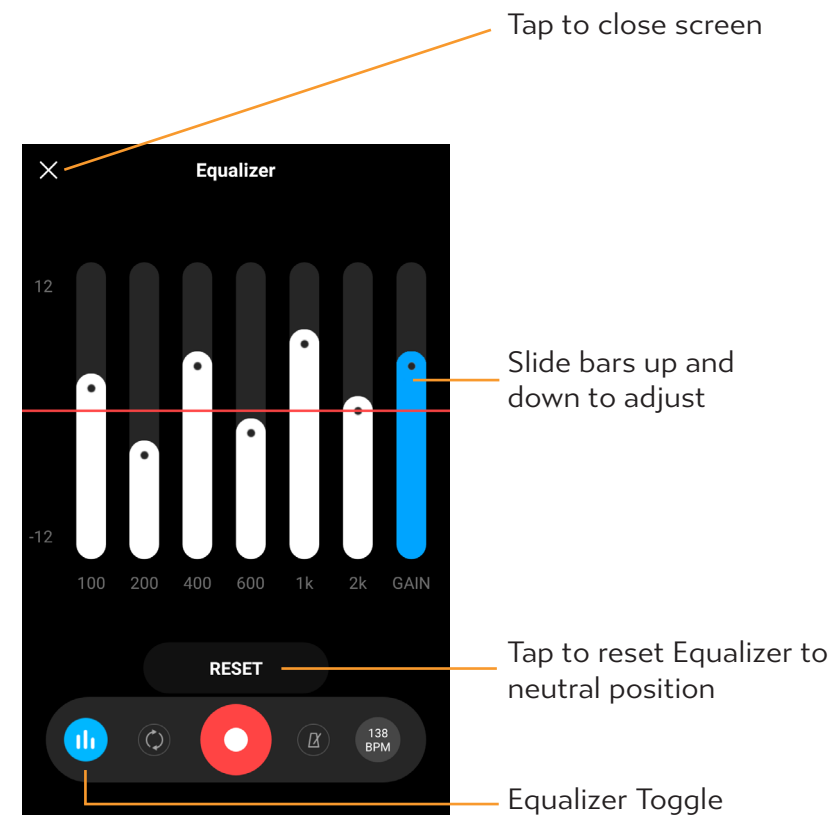 Tap to close screen
Equalizer
12
Slide bars up and
down to adjust
-12
100 200 400 600 1k 2k GAIN
RESET
Tap to reset Equalizer to
neutral position
138
BPM
Equalizer Toggle